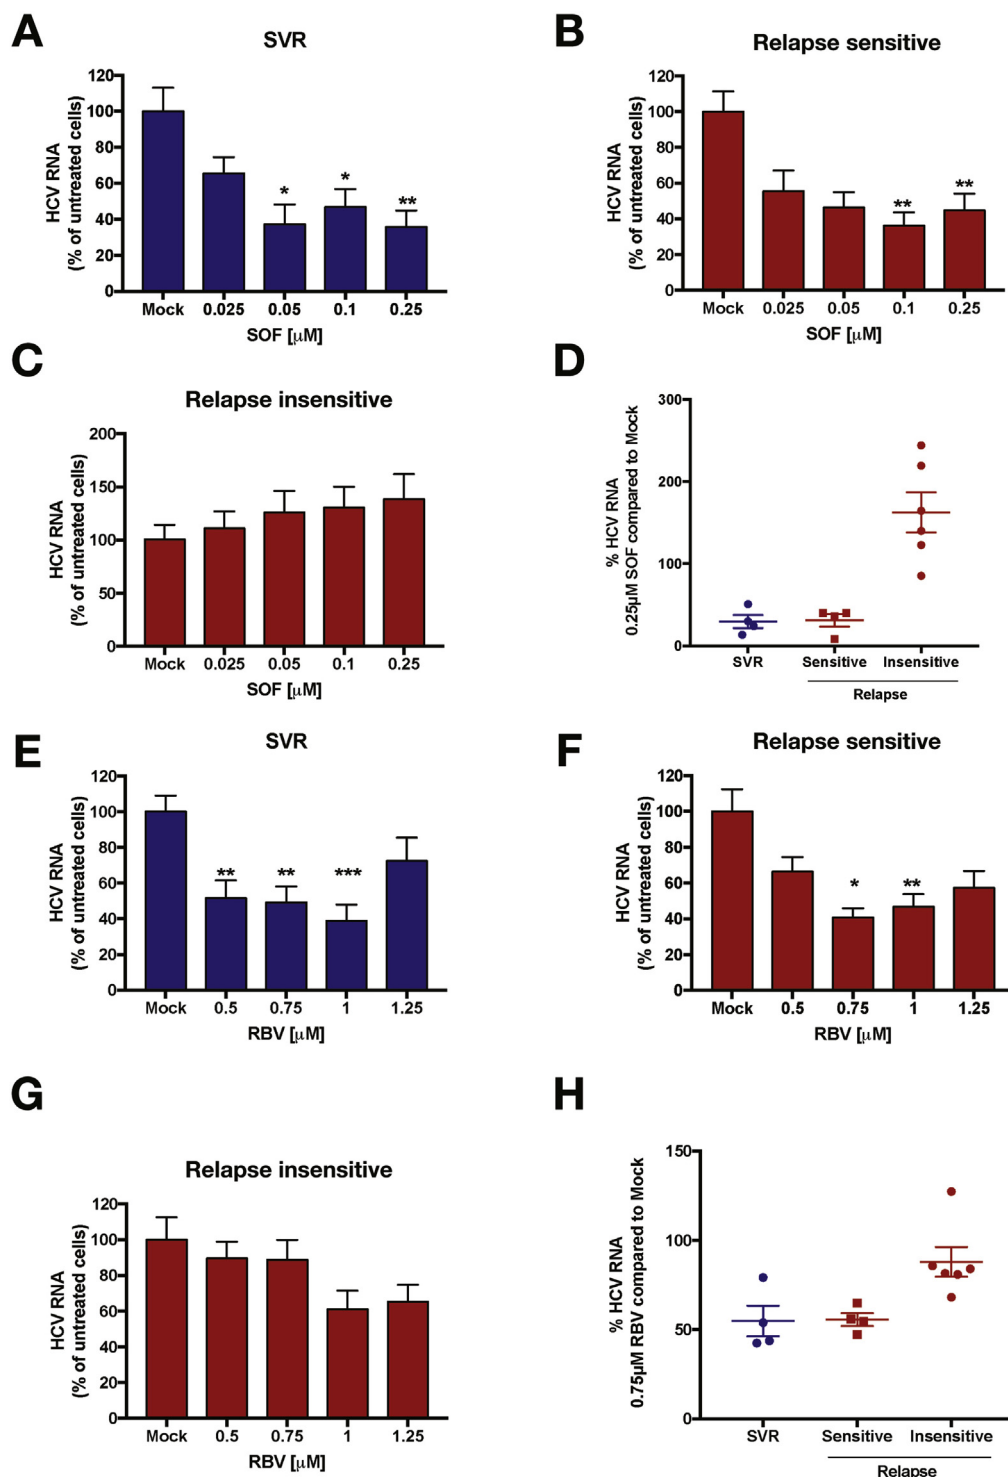 A
SVR
HCV RNA
(% of untreated cells)
120
100
80
60
40
20
0
*
*
**
Mock
0.025
0.05
0.1
0.25
SOF [µM]
B
Relapse sensitive
HCV RNA
(% of untreated cells)
120
100
80
60
40
20
0
**
**
Mock
0.025
0.05
0.1
0.25
SOF [µM]
C
Relapse insensitive
HCV RNA
(% of untreated cells)
200
150
100
50
0
Mock
0.025
0.05
0.1
0.25
SOF [µM]
D
% HCV RNA
0.25µM SOF compared to Mock
300
200
100
0
SVR
Sensitive
Insensitive
Relapse
E
SVR
HCV RNA
(% of untreated cells)
120
100
80
60
40
20
0
**
**
***
Mock
0.5
0.75
1
1.25
RBV [µM]
F
Relapse sensitive
HCV RNA
(% of untreated cells)
120
100
80
60
40
20
0
*
**
Mock
0.5
0.75
1
1.25
RBV [µM]
G
Relapse insensitive
HCV RNA
(% of untreated cells)
120
100
80
60
40
20
0
Mock
0.5
0.75
1
1.25
RBV [µM]
H
% HCV RNA
0.75µM RBV compared to Mock
150
100
50
0
SVR
Sensitive
Insensitive
Relapse